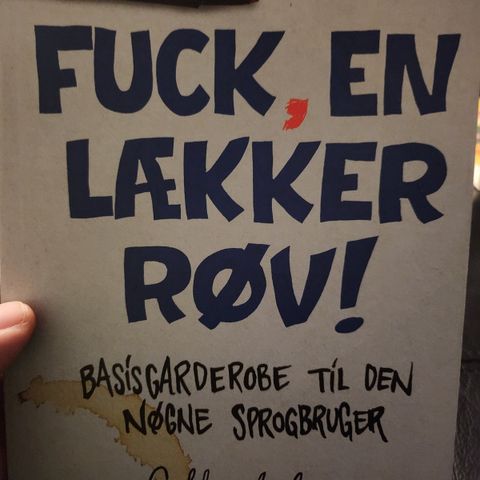 FUCK, EN
LÆKKER
RØV!
BASISGARDEROBE TIL DEN
NØGNE SPROGBRUGER